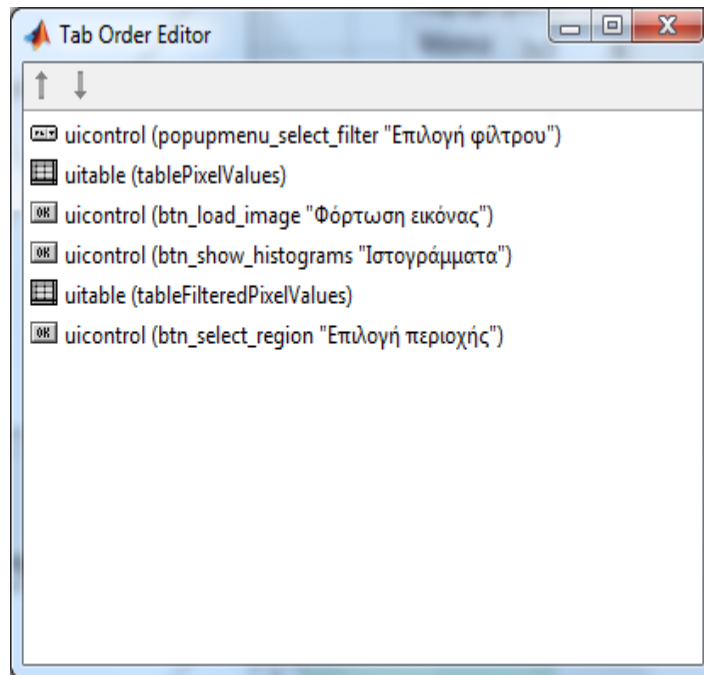 Tab Order Editor
uicontrol (popupmenu_select_filter "Επιλογή φίλτρου")
uitable (tablePixelValues)
uicontrol (btn_load_image "Φόρτωση εικόνας")
uicontrol (btn_show_histograms "Ιστογράμματα")
uitable (tableFilteredPixelValues)
uicontrol (btn_select_region "Επιλογή περιοχής")